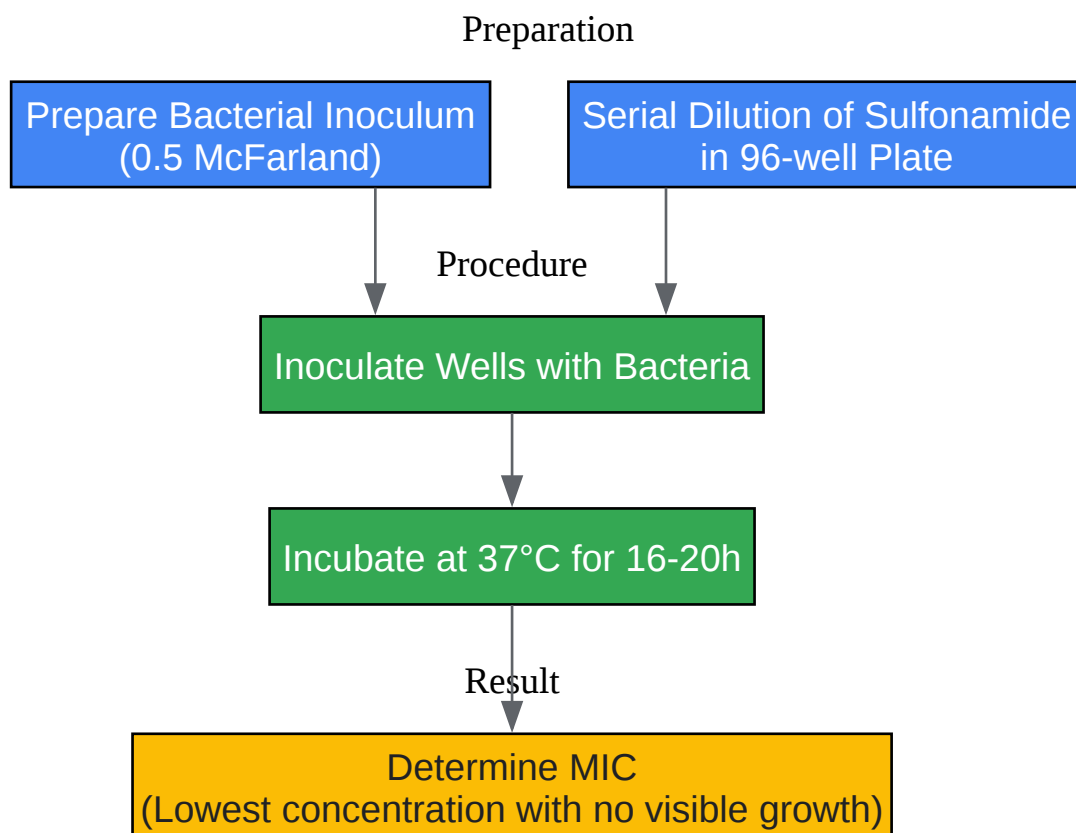 Preparation
Prepare Bacterial Inoculum
(0.5 McFarland)
Serial Dilution of Sulfonamide
in 96-well Plate
Procedure
Inoculate Wells with Bacteria
Incubate at 37°C for 16-20h
Result
Determine MIC
(Lowest concentration with no visible growth)